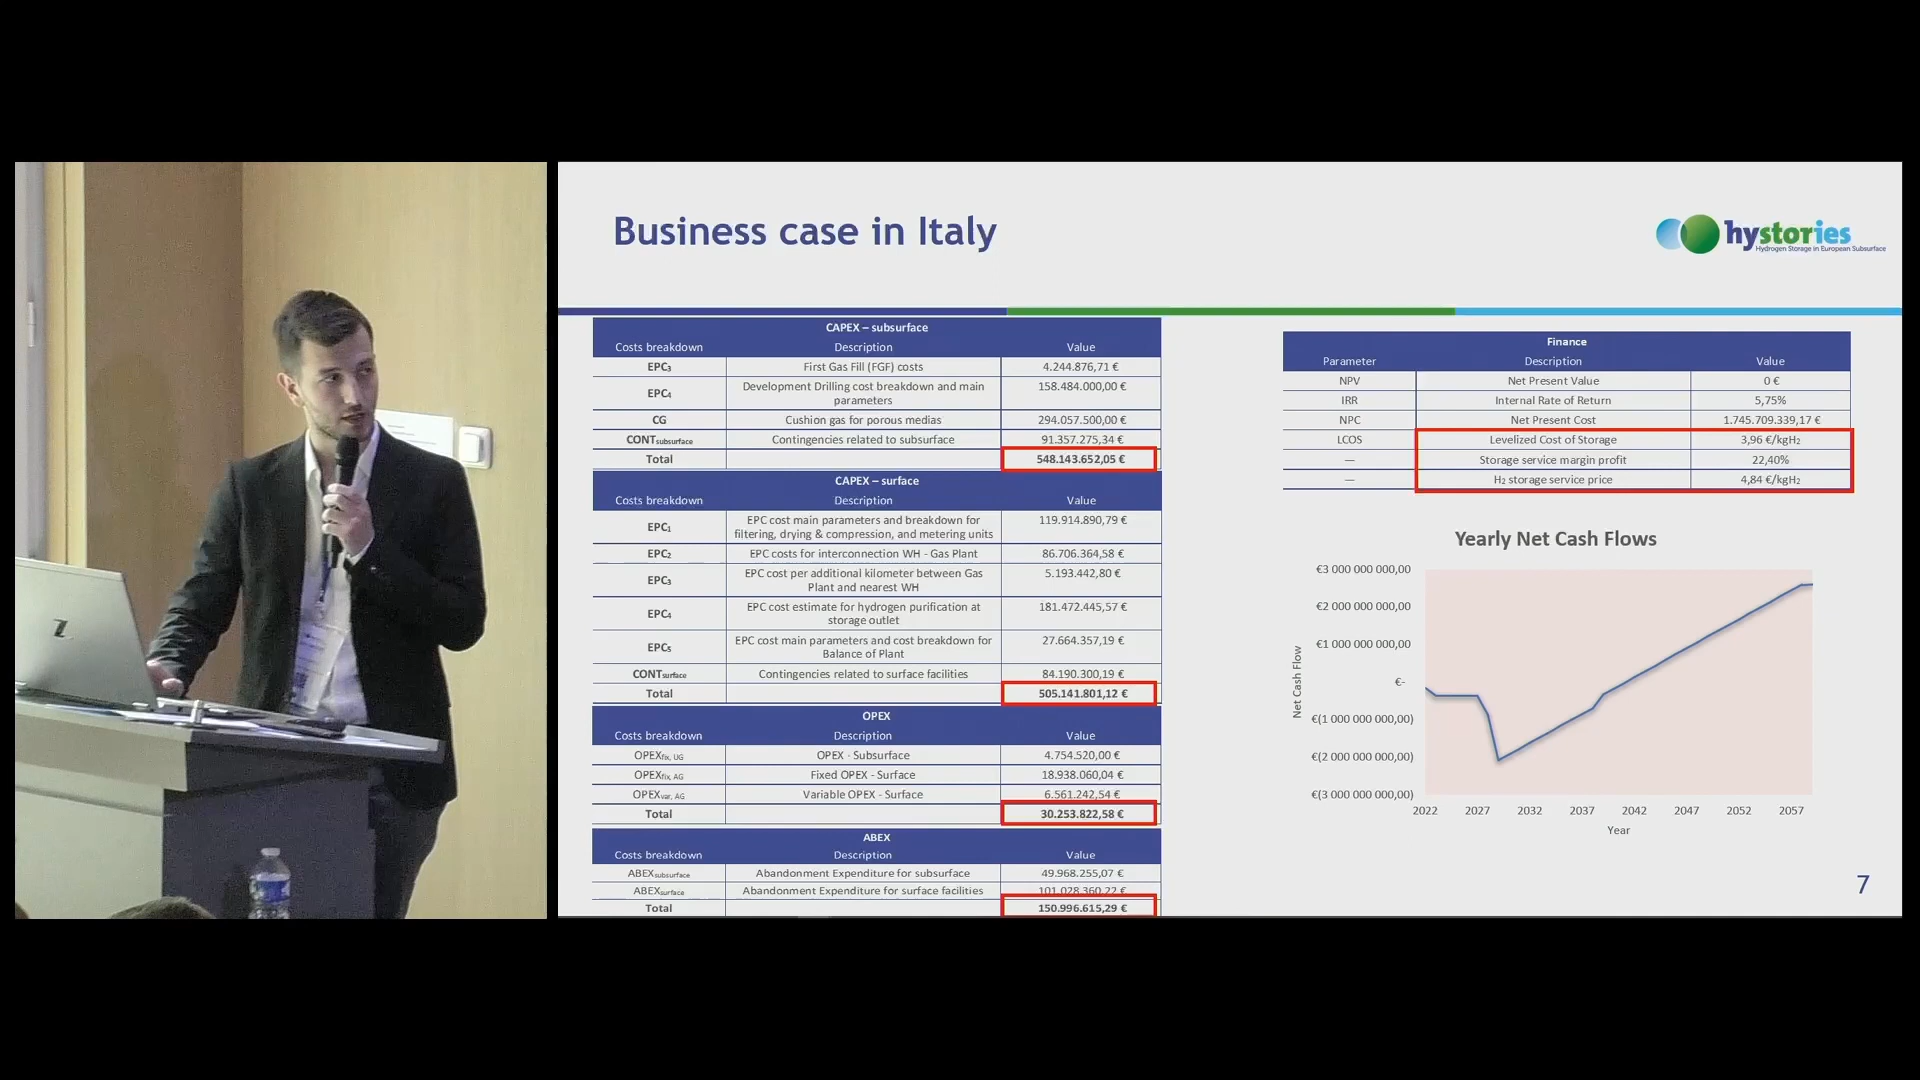 Business case in Italy
hystories
Hydrogen Storage in European Subsurface
CAPEX – subsurface
Costs breakdown Description Value
EPC₃ First Gas Fill (FGF) costs 4.244.876,71 €
EPC₄ Development Drilling cost breakdown and main parameters 158.484.000,00 €
CG Cushion gas for porous medias 294.057.500,00 €
CONTsubsurface Contingencies related to subsurface 91.357.275,34 €
Total 548.143.652,05 €
CAPEX – surface
Costs breakdown Description Value
EPC₁ EPC cost main parameters and breakdown for filtering, drying & compression, and metering units 119.914.890,79 €
EPC₂ EPC costs for interconnection WH - Gas Plant 86.706.364,58 €
EPC₃ EPC cost per additional kilometer between Gas Plant and nearest WH 5.193.442,80 €
EPC₄ EPC cost estimate for hydrogen purification at storage outlet 181.472.445,57 €
EPC₅ EPC cost main parameters and cost breakdown for Balance of Plant 27.664.357,19 €
CONTsurface Contingencies related to surface facilities 84.190.300,19 €
Total 505.141.801,12 €
OPEX
Costs breakdown Description Value
OPEXfix, UG OPEX - Subsurface 4.754.520,00 €
OPEXfix, AG Fixed OPEX - Surface 18.938.060,04 €
OPEXvar, AG Variable OPEX - Surface 6.561.242,54 €
Total 30.253.822,58 €
ABEX
Costs breakdown Description Value
ABEXsubsurface Abandonment Expenditure for subsurface 49.968.255,07 €
ABEXsurface Abandonment Expenditure for surface facilities 101.028.360,22 €
Total 150.996.615,29 €
Finance
Parameter Description Value
NPV Net Present Value 0 €
IRR Internal Rate of Return 5,75%
NPC Net Present Cost 1.745.709.339,17 €
LCOS Levelized Cost of Storage 3,96 €/kgH₂
— Storage service margin profit 22,40%
— H₂ storage service price 4,84 €/kgH₂
Yearly Net Cash Flows
€3 000 000 000,00
€2 000 000 000,00
€1 000 000 000,00
€-
€(1 000 000 000,00)
€(2 000 000 000,00)
€(3 000 000 000,00)
Net Cash Flow
2022 2027 2032 2037 2042 2047 2052 2057
Year
7